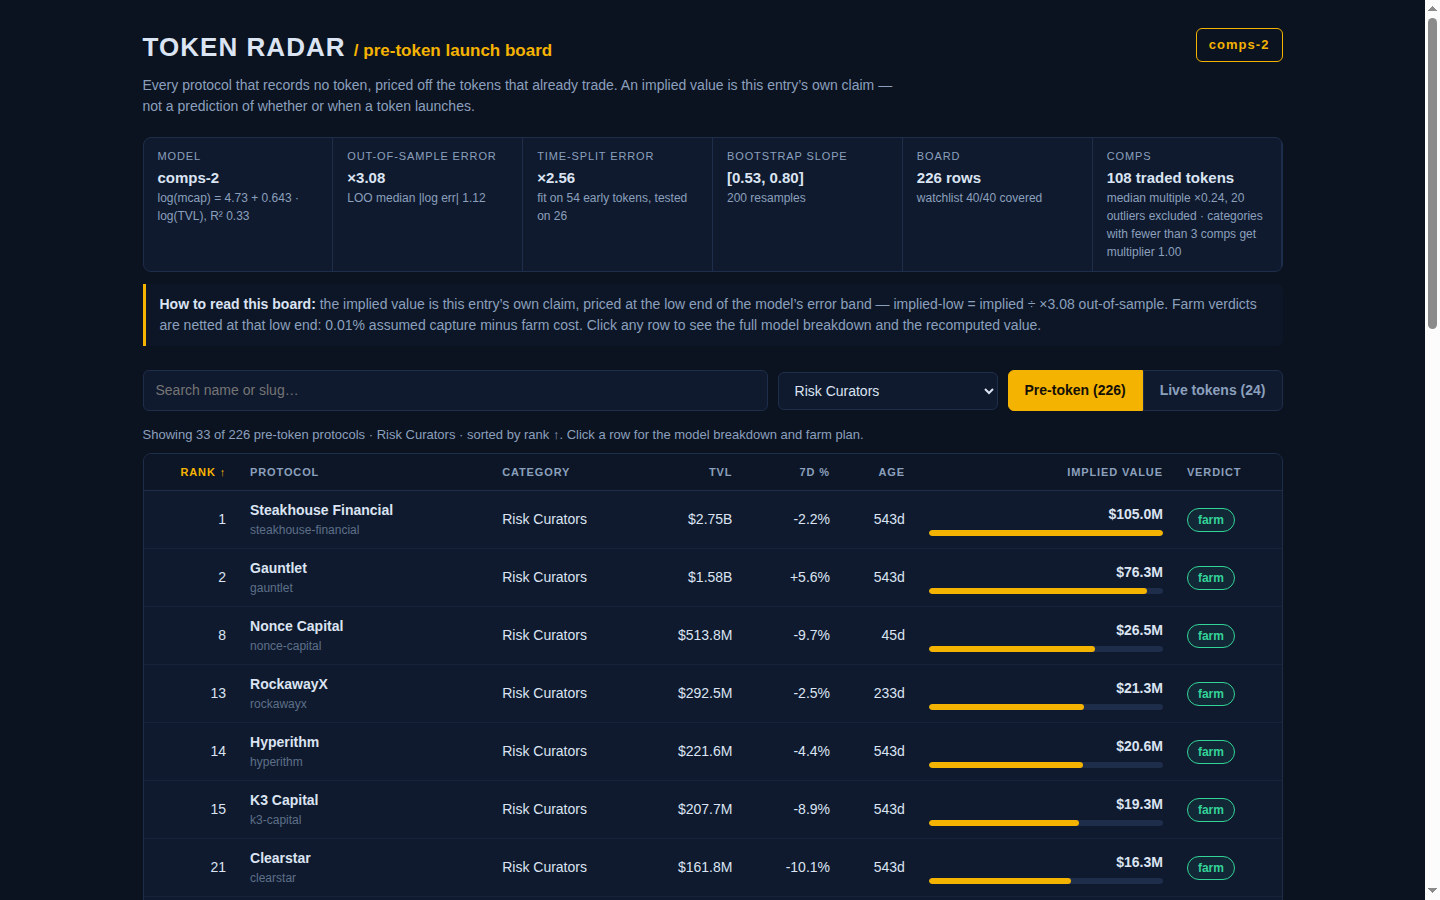 TOKEN RADAR / pre-token launch board
comps-2
Every protocol that records no token, priced off the tokens that already trade. An implied value is this entry's own claim —
not a prediction of whether or when a token launches.
MODEL
comps-2
log(mcap) = 4.73 + 0.643 ·
log(TVL), R² 0.33
OUT-OF-SAMPLE ERROR
×3.08
LOO median |log err| 1.12
TIME-SPLIT ERROR
×2.56
fit on 54 early tokens, tested
on 26
BOOTSTRAP SLOPE
[0.53, 0.80]
200 resamples
BOARD
226 rows
watchlist 40/40 covered
COMPS
108 traded tokens
median multiple ×0.24, 20
outliers excluded · categories
with fewer than 3 comps get
multiplier 1.00
How to read this board: the implied value is this entry's own claim, priced at the low end of the model's error band — implied-low = implied ÷ ×3.08 out-of-sample. Farm verdicts
are netted at that low end: 0.01% assumed capture minus farm cost. Click any row to see the full model breakdown and the recomputed value.
Search name or slug…
Risk Curators
Pre-token (226)
Live tokens (24)
Showing 33 of 226 pre-token protocols · Risk Curators · sorted by rank ↑. Click a row for the model breakdown and farm plan.
RANK ↑ PROTOCOL CATEGORY TVL 7D % AGE IMPLIED VALUE VERDICT
1 Steakhouse Financial Risk Curators $2.75B -2.2% 543d $105.0M farm
steakhouse-financial
2 Gauntlet Risk Curators $1.58B +5.6% 543d $76.3M farm
gauntlet
8 Nonce Capital Risk Curators $513.8M -9.7% 45d $26.5M farm
nonce-capital
13 RockawayX Risk Curators $292.5M -2.5% 233d $21.3M farm
rockawayx
14 Hyperithm Risk Curators $221.6M -4.4% 543d $20.6M farm
hyperithm
15 K3 Capital Risk Curators $207.7M -8.9% 543d $19.3M farm
k3-capital
21 Clearstar Risk Curators $161.8M -10.1% 543d $16.3M farm
clearstar